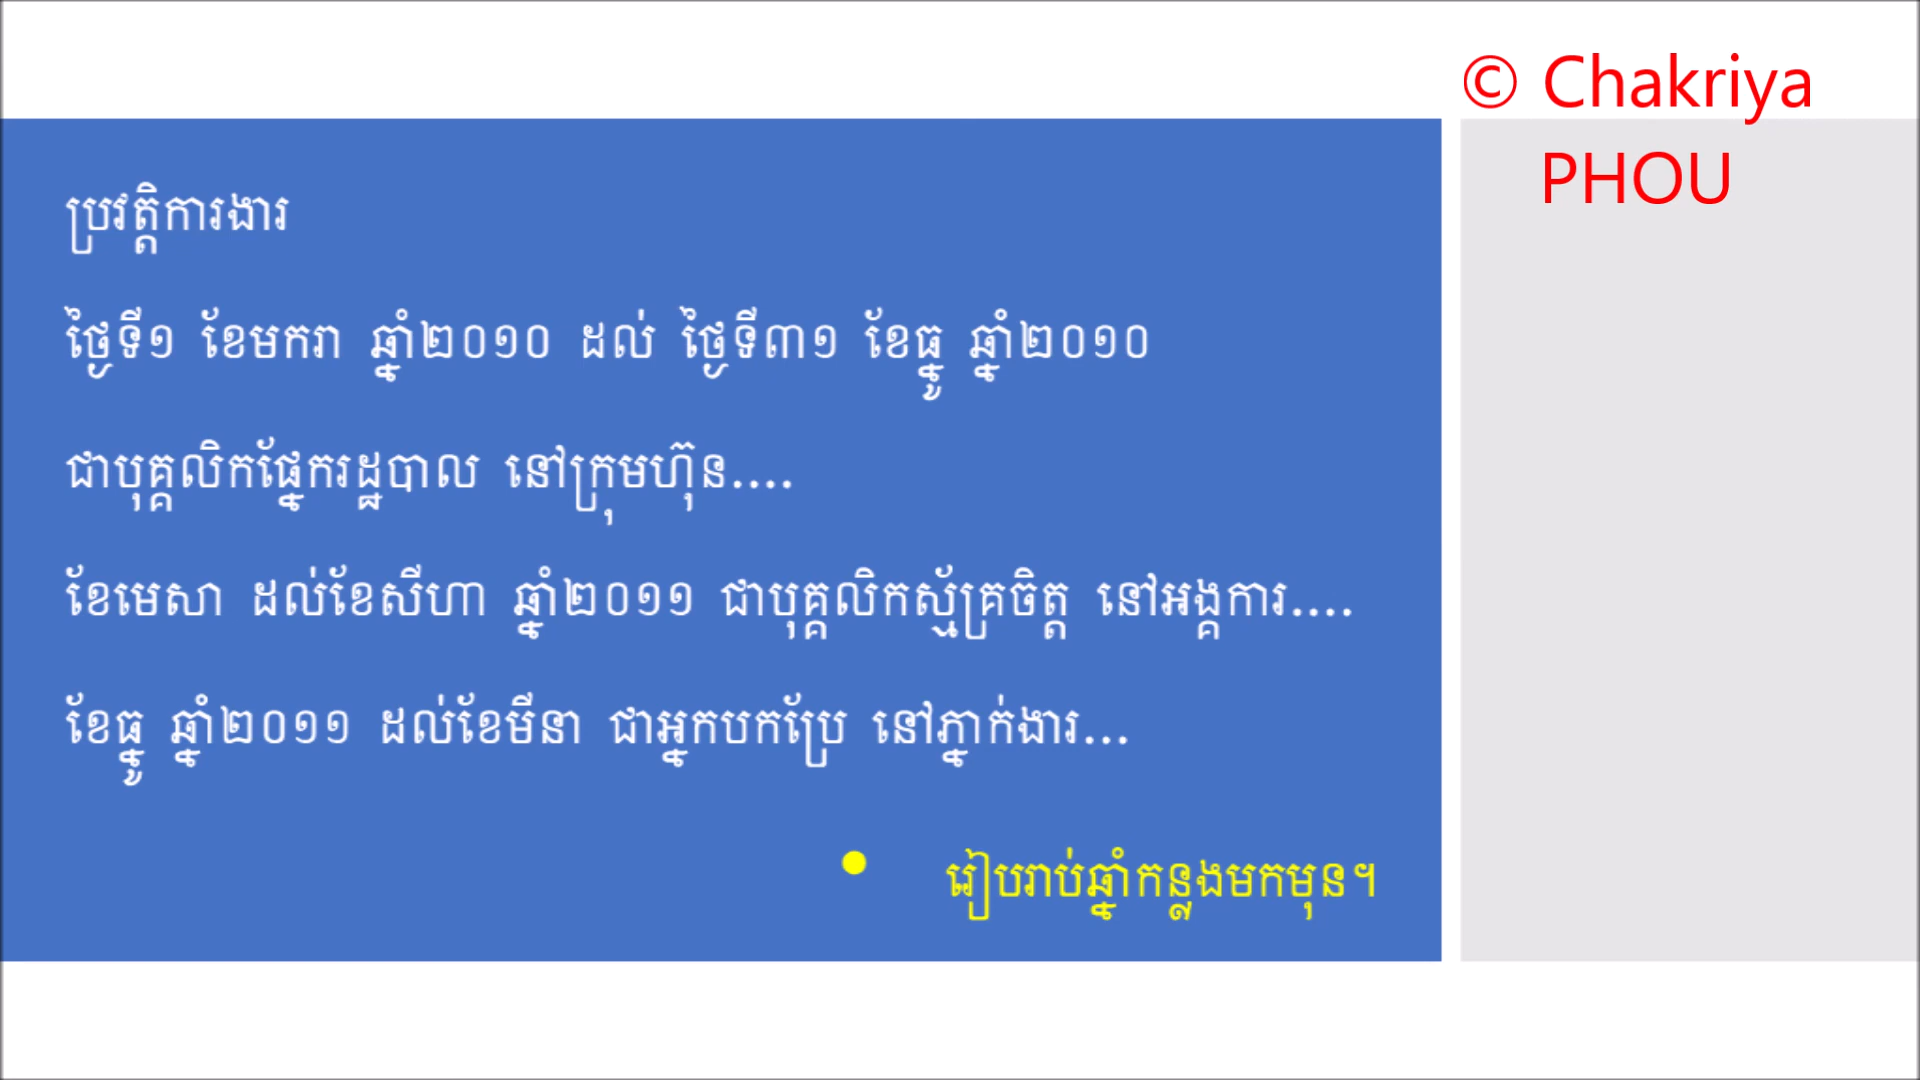 © Chakriya
PHOU
ប្រវត្តិការងារ
ថ្ងៃទី១ ខែមករា ឆ្នាំ២០១០ ដល់ ថ្ងៃទី៣១ ខែធ្នូ ឆ្នាំ២០១០
ជាបុគ្គលិកផ្នែករដ្ឋបាល នៅក្រុមហ៊ុន....
ខែមេសា ដល់ខែសីហា ឆ្នាំ២០១១ ជាបុគ្គលិកស្ម័គ្រចិត្ត នៅអង្គការ....
ខែធ្នូ ឆ្នាំ២០១១ ដល់ខែមីនា ជាអ្នកបកប្រែ នៅភ្នាក់ងារ...
• រៀបរាប់ឆ្នាំកន្លងមកមុន។